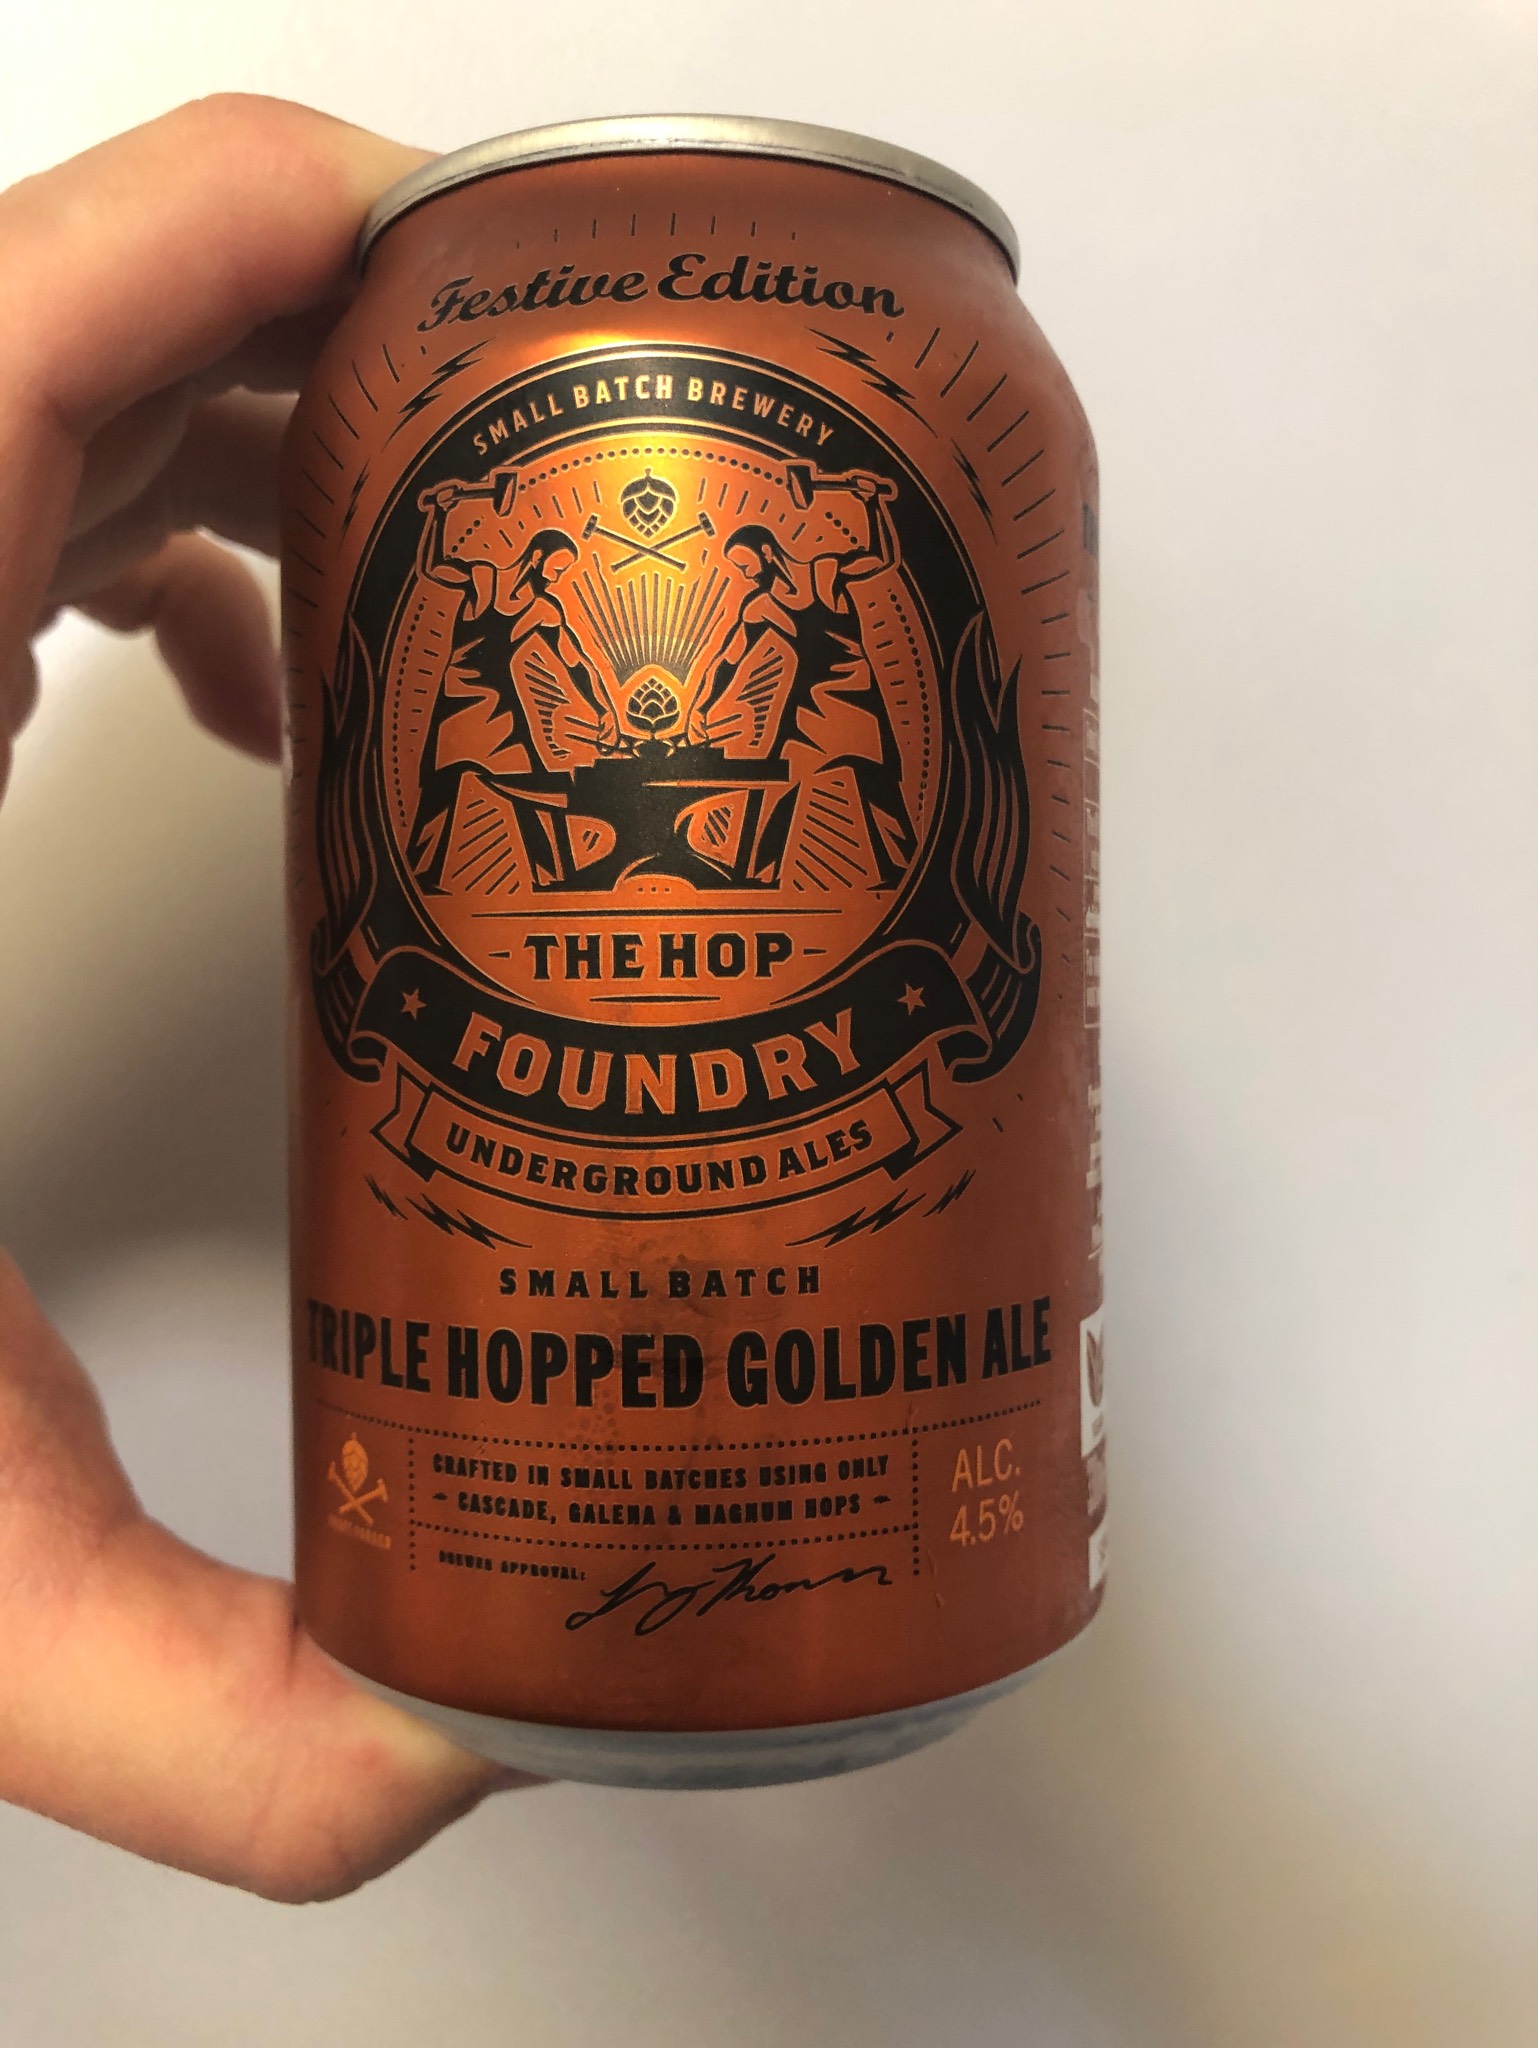 Festive Edition
SMALL BATCH BREWERY
THE HOP
FOUNDRY
UNDERGROUND ALES
SMALL BATCH
TRIPLE HOPPED GOLDEN ALE
CRAFTED IN SMALL BATCHES USING ONLY
CASCADE, GALENA & MAGNUM HOPS
ALC.
4.5%
BREWER APPROVAL: